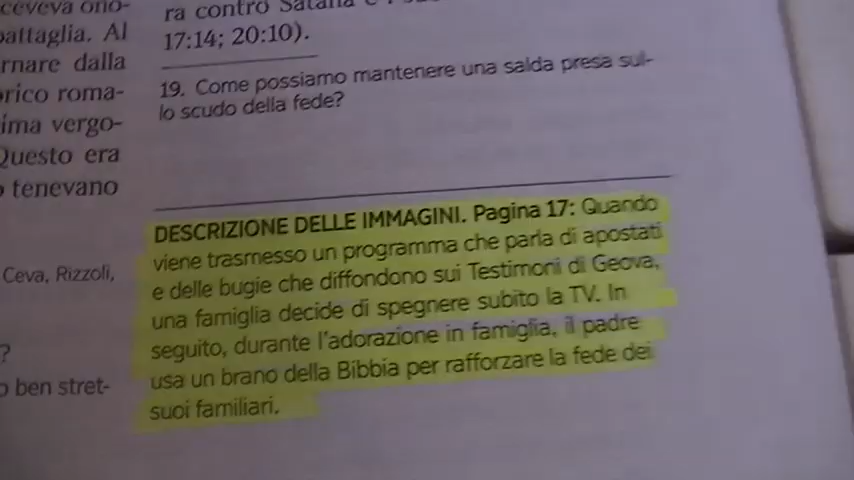 ceveva ono-
battaglia. Al
rnare dalla
orico roma-
ima vergo-
Questo era
o tenevano
Ceva, Rizzoli,
?
o ben stret-
ra contro Satana e
17:14; 20:10).
19. Come possiamo mantenere una salda presa sul-
lo scudo della fede?
DESCRIZIONE DELLE IMMAGINI. Pagina 17: Quando
viene trasmesso un programma che parla di apostati
e delle bugie che diffondono sui Testimoni di Geova,
una famiglia decide di spegnere subito la TV. In
seguito, durante l'adorazione in famiglia, il padre
usa un brano della Bibbia per rafforzare la fede dei
suoi familiari.